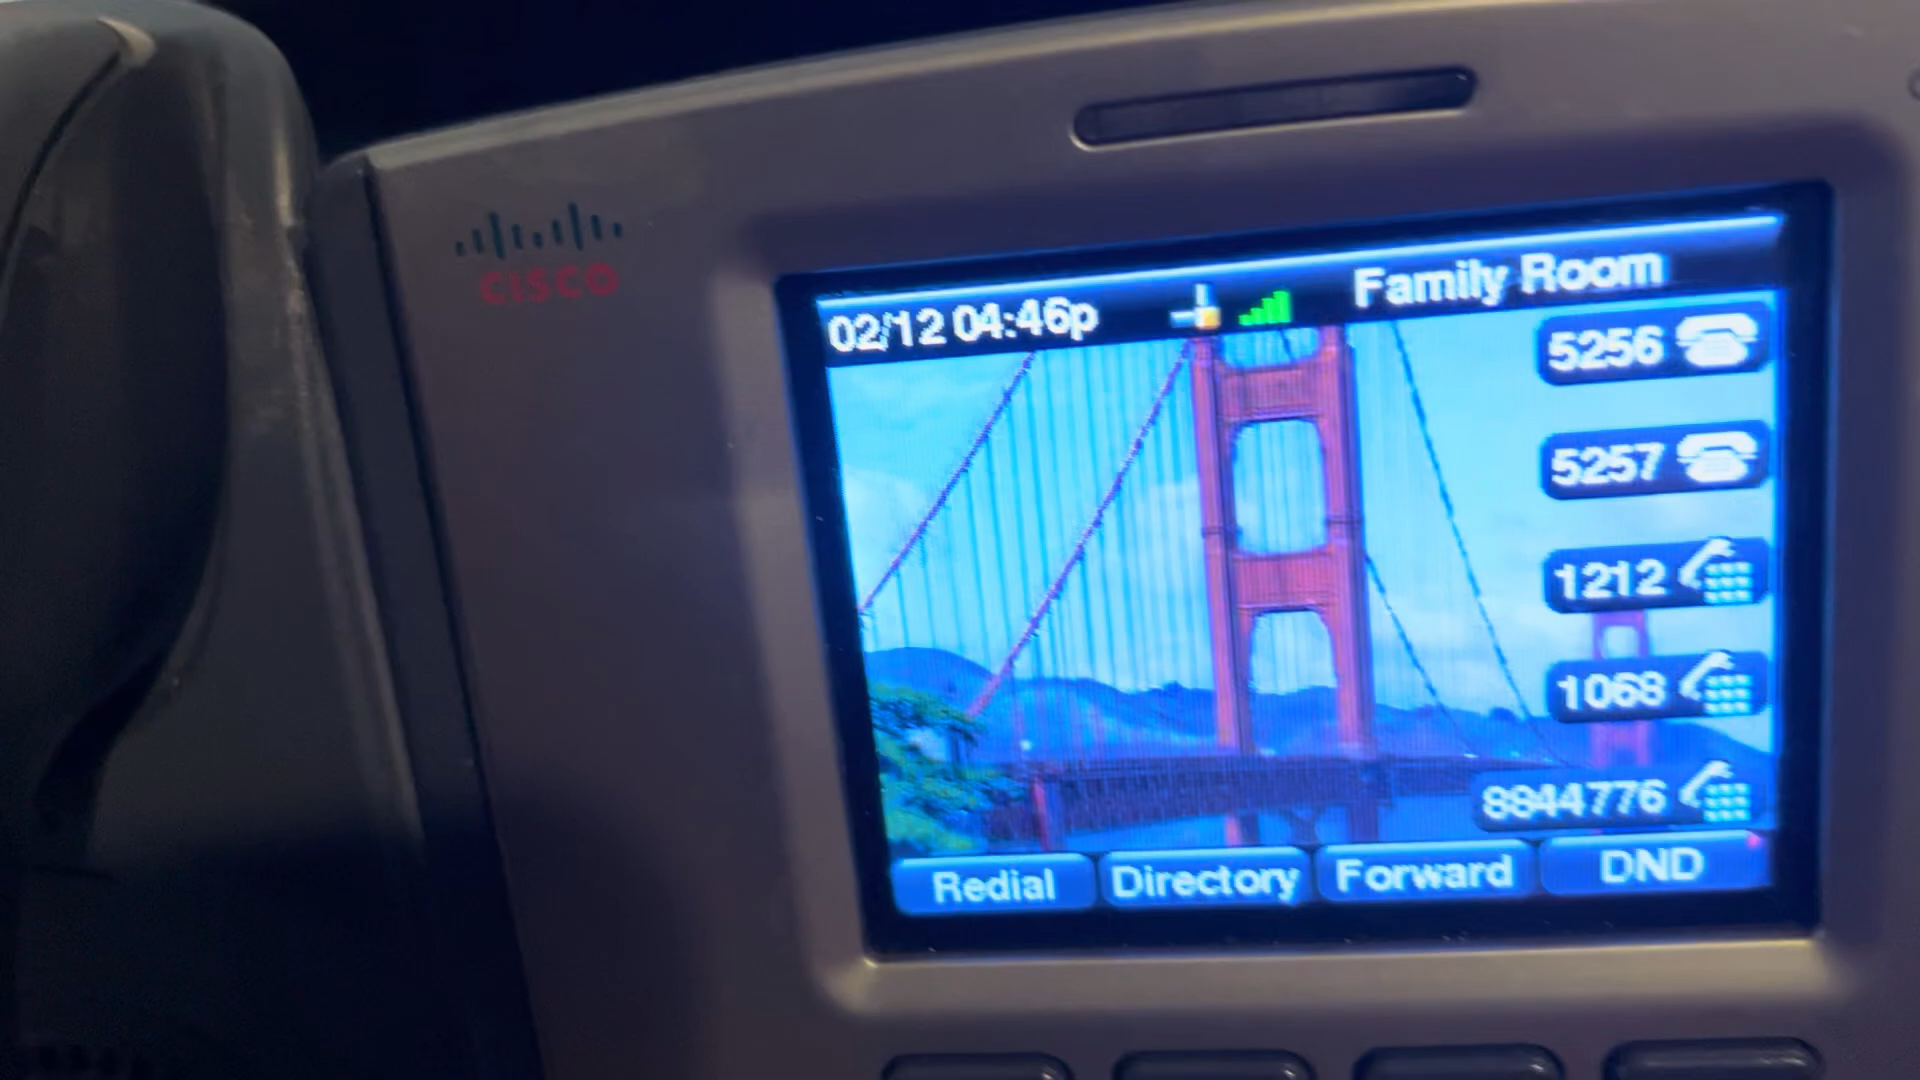 CISCO
02/12 04:46p
Family Room
5256
5257
1212
1068
8844776
Redial
Directory
Forward
DND